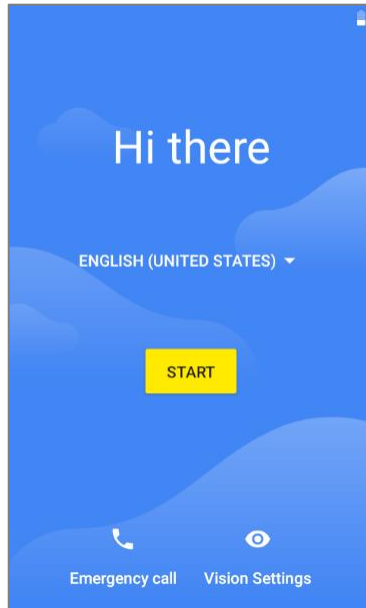 Hi there
ENGLISH (UNITED STATES)
START
Emergency call Vision Settings